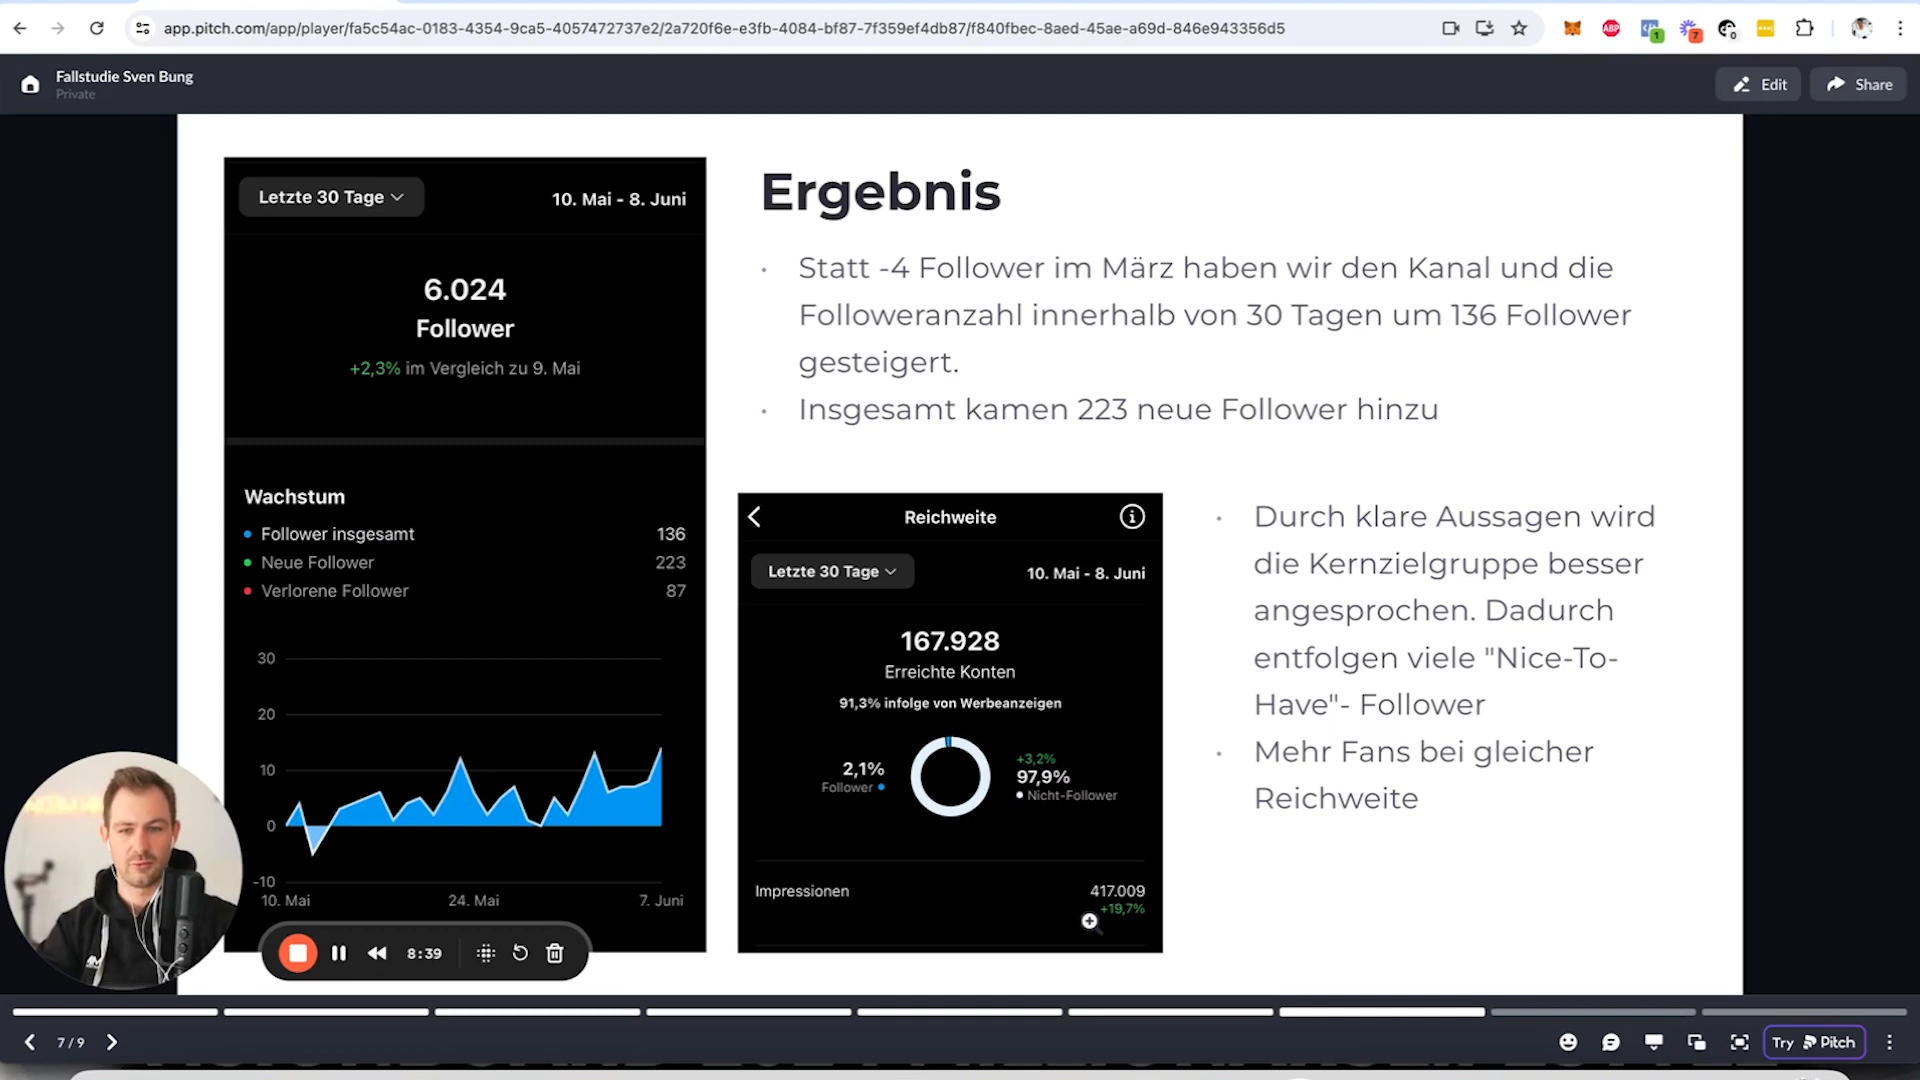 app.pitch.com/app/player/fa5c54ac-0183-4354-9ca5-4057472737e2/2a720f6e-e3fb-4084-bf87-7f359ef4db87/f840fbec-8aed-45ae-a69d-846e943356d5
ABP
1
7
0
Fallstudie Sven Bung
Private
Edit
Share
Letzte 30 Tage
10. Mai - 8. Juni
6.024
Follower
+2,3% im Vergleich zu 9. Mai
Wachstum
Follower insgesamt 136
Neue Follower 223
Verlorene Follower 87
30
20
10
0
-10
10. Mai 24. Mai 7. Juni
Ergebnis
Statt -4 Follower im März haben wir den Kanal und die
Followeranzahl innerhalb von 30 Tagen um 136 Follower
gesteigert.
Insgesamt kamen 223 neue Follower hinzu
Reichweite
Letzte 30 Tage
10. Mai - 8. Juni
167.928
Erreichte Konten
91,3% infolge von Werbeanzeigen
2,1%
Follower
+3,2%
97,9%
Nicht-Follower
Impressionen 417.009
+19,7%
Durch klare Aussagen wird
die Kernzielgruppe besser
angesprochen. Dadurch
entfolgen viele "Nice-To-
Have"- Follower
Mehr Fans bei gleicher
Reichweite
8:39
7 / 9
Try Pitch